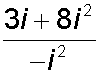 3i + 8i²
-i²